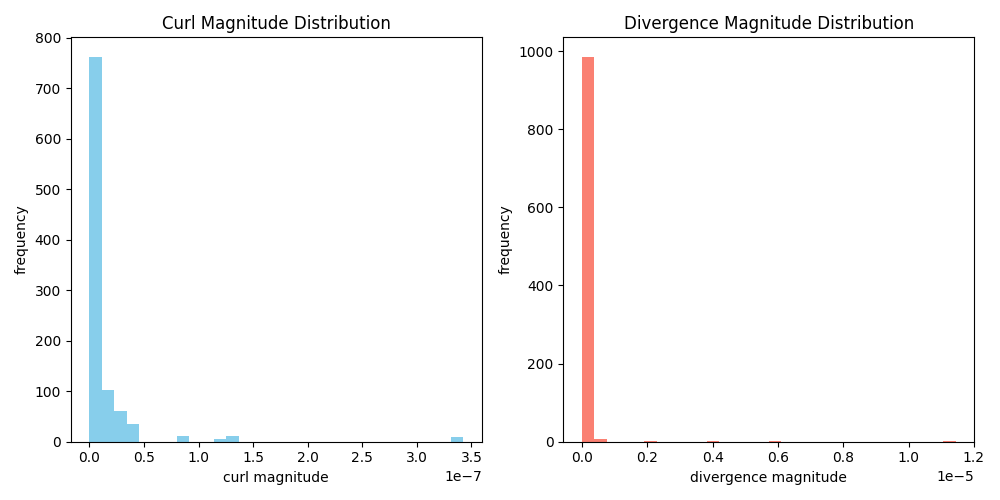 Curl Magnitude Distribution
800
700
600
500
400
300
200
100
0
frequency
0.0 0.5 1.0 1.5 2.0 2.5 3.0 3.5
curl magnitude
1e−7
Divergence Magnitude Distribution
1000
800
600
400
200
0
frequency
0.0 0.2 0.4 0.6 0.8 1.0 1.2
divergence magnitude
1e−5